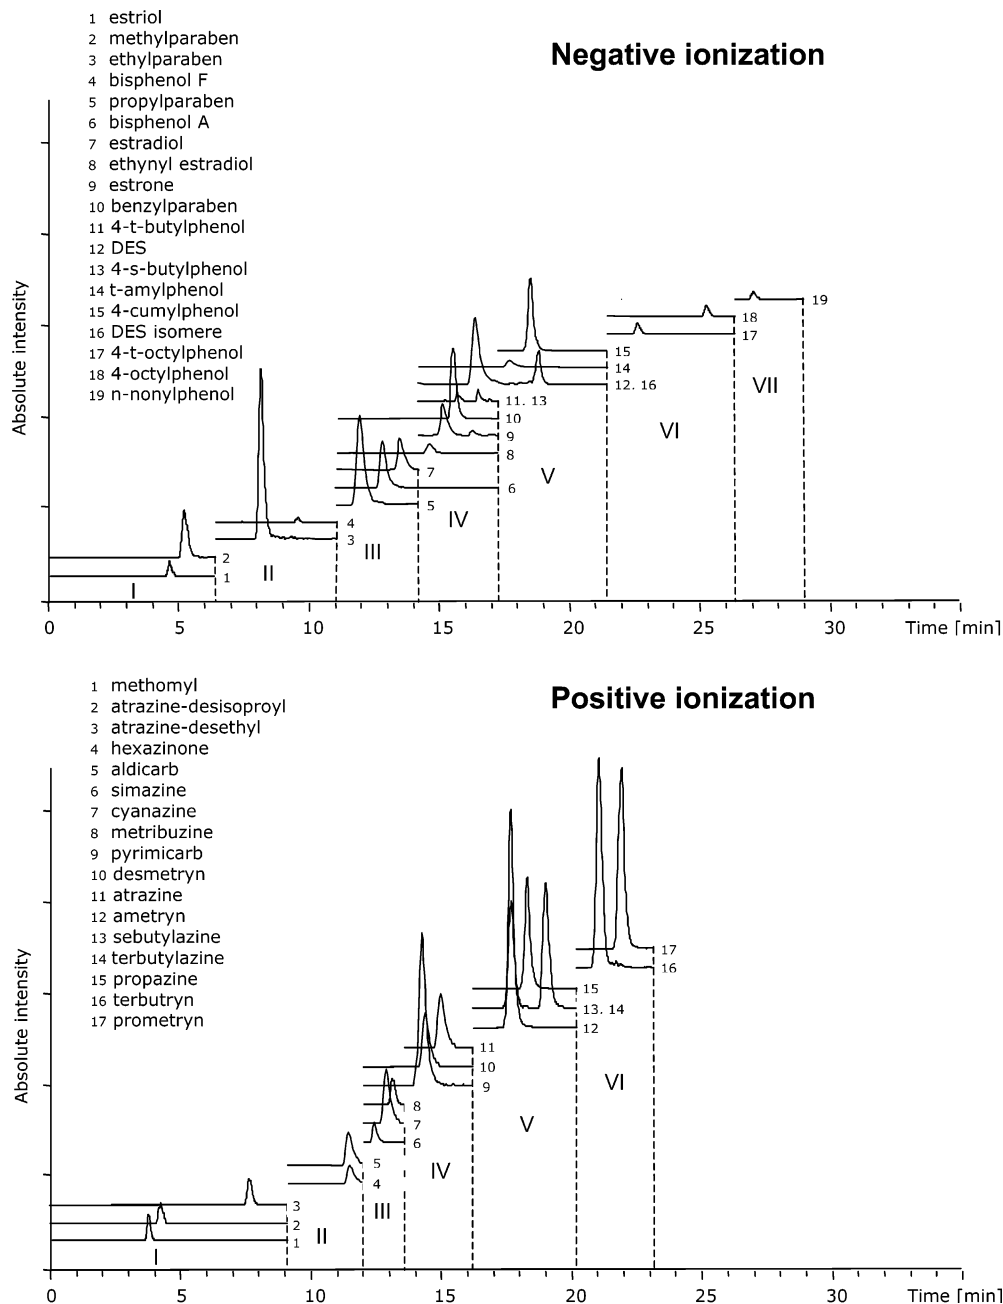 1 estriol
2 methylparaben
3 ethylparaben
4 bisphenol F
5 propylparaben
6 bisphenol A
7 estradiol
8 ethynyl estradiol
9 estrone
10 benzylparaben
11 4-t-butylphenol
12 DES
13 4-s-butylphenol
14 t-amylphenol
15 4-cumylphenol
16 DES isomere
17 4-t-octylphenol
18 4-octylphenol
19 n-nonylphenol
Negative ionization
Absolute intensity
19
18
17
15
14
12. 16
11. 13
10
9
8
7
6
5
4
3
2
1
I
II
III
IV
V
VI
VII
0 5 10 15 20 25 30 Time [min]
1 methomyl
2 atrazine-desisoproyl
3 atrazine-desethyl
4 hexazinone
5 aldicarb
6 simazine
7 cyanazine
8 metribuzine
9 pyrimicarb
10 desmetryn
11 atrazine
12 ametryn
13 sebutylazine
14 terbutylazine
15 propazine
16 terbutryn
17 prometryn
Positive ionization
Absolute intensity
17
16
15
13. 14
12
11
10
9
8
7
6
5
4
3
2
1
I
II
III
IV
V
VI
0 5 10 15 20 25 30 Time [min]